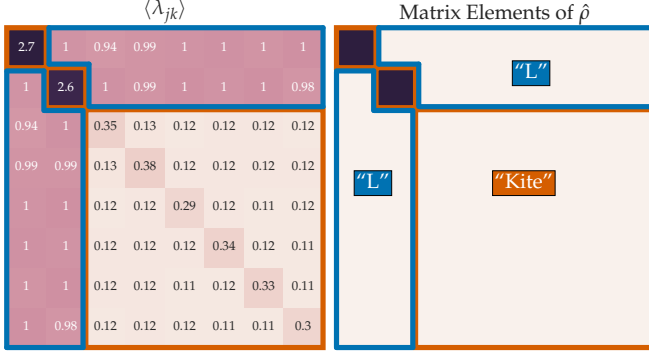 ⟨λjk⟩ Matrix Elements of ρ̂
2.7 1 0.94 0.99 1 1 1 1
1 2.6 1 0.99 1 1 1 0.98
"L"
0.94 1 0.35 0.13 0.12 0.12 0.12 0.12
0.99 0.99 0.13 0.38 0.12 0.12 0.12 0.12
"L" "Kite"
1 1 0.12 0.12 0.29 0.12 0.11 0.12
1 1 0.12 0.12 0.12 0.34 0.12 0.11
1 1 0.12 0.12 0.11 0.12 0.33 0.11
1 0.98 0.12 0.12 0.12 0.11 0.11 0.3